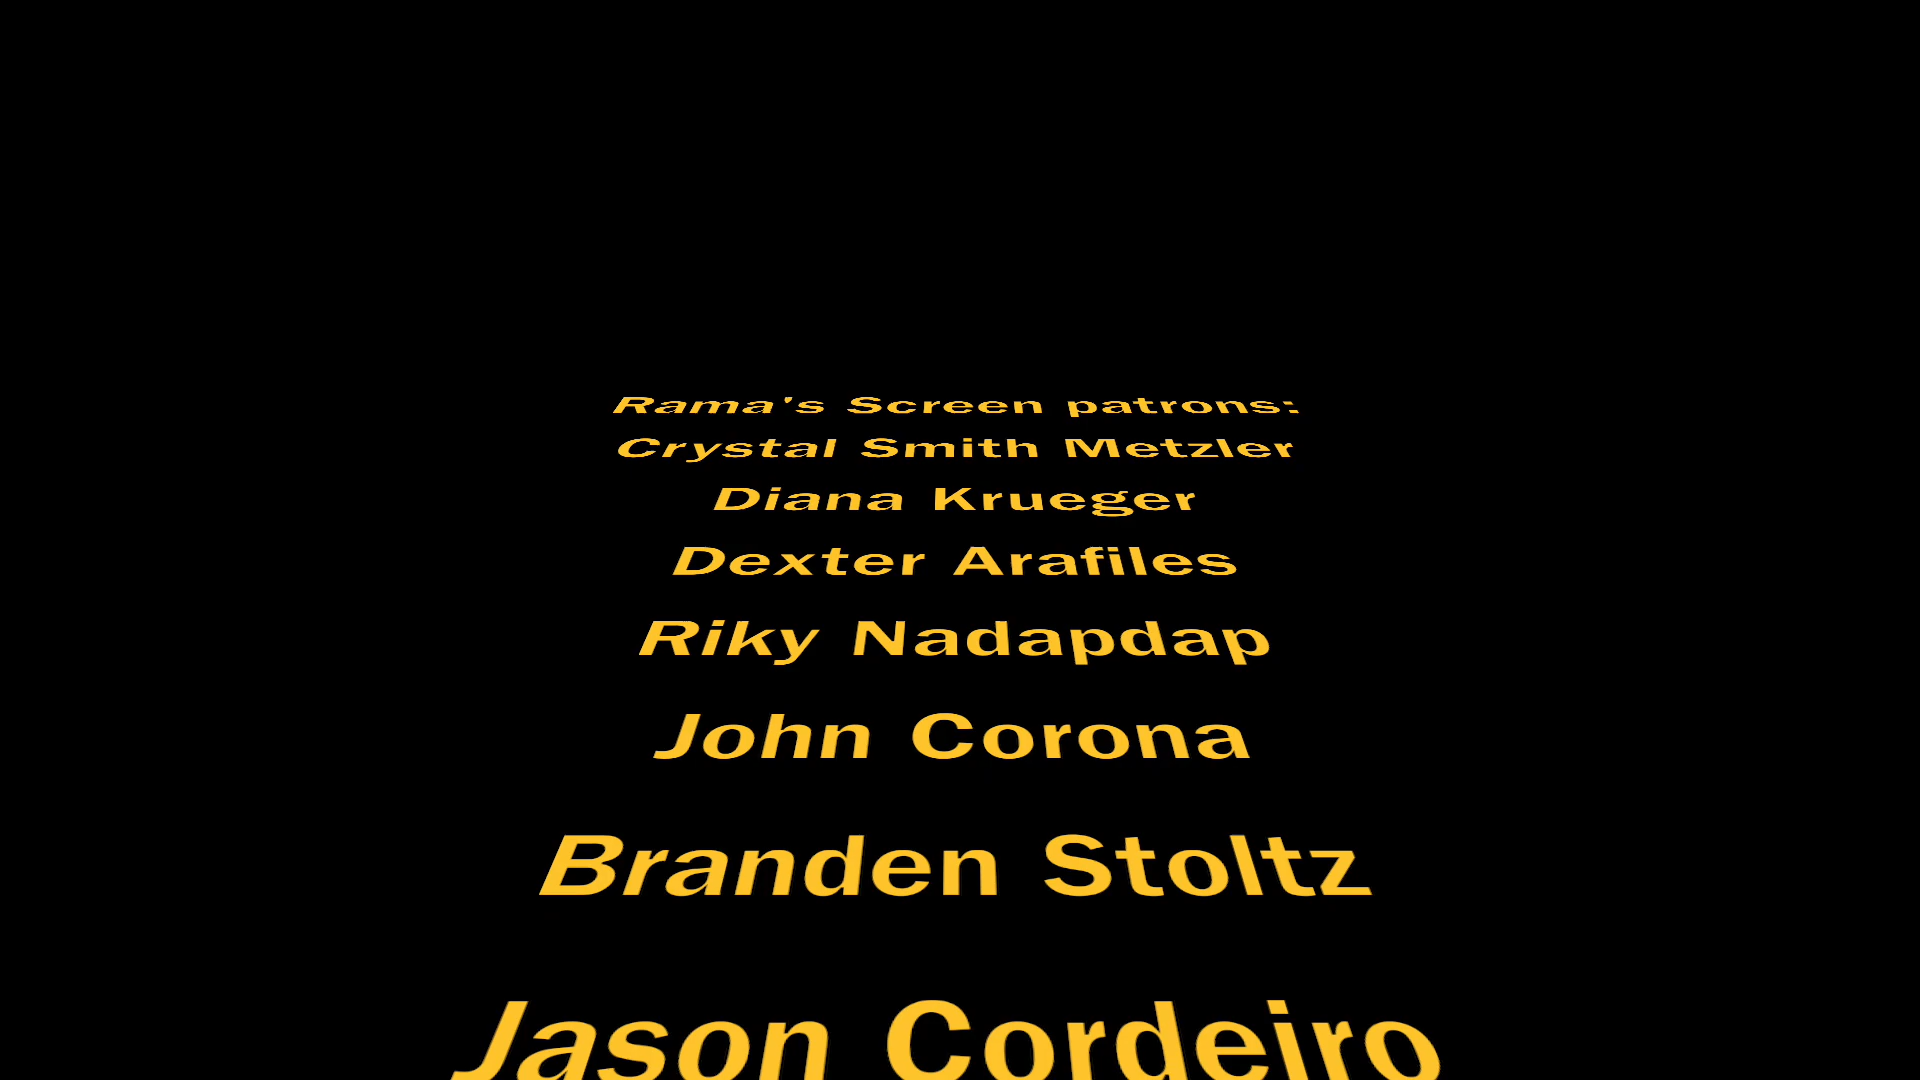 Rama's Screen patrons:
Crystal Smith Metzler
Diana Krueger
Dexter Arafiles
Riky Nadapdap
John Corona
Branden Stoltz
Jason Cordeiro